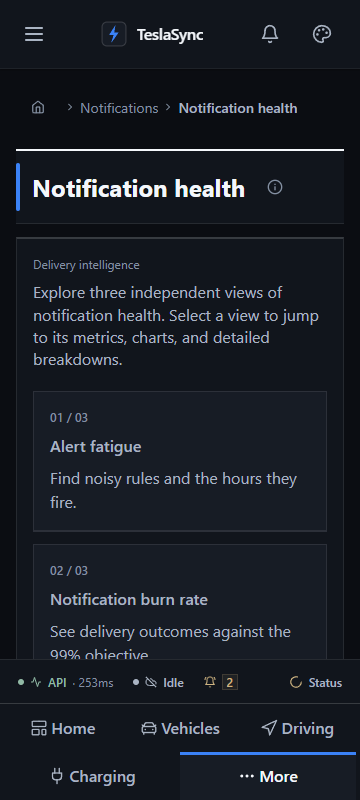 TeslaSync
Notifications
Notification health
Notification health
Delivery intelligence
Explore three independent views of
notification health. Select a view to jump
to its metrics, charts, and detailed
breakdowns.
01 / 03
Alert fatigue
Find noisy rules and the hours they
fire.
02 / 03
Notification burn rate
See delivery outcomes against the
99% objective
API · 253ms
Idle
2
Status
Home
Vehicles
Driving
Charging
More